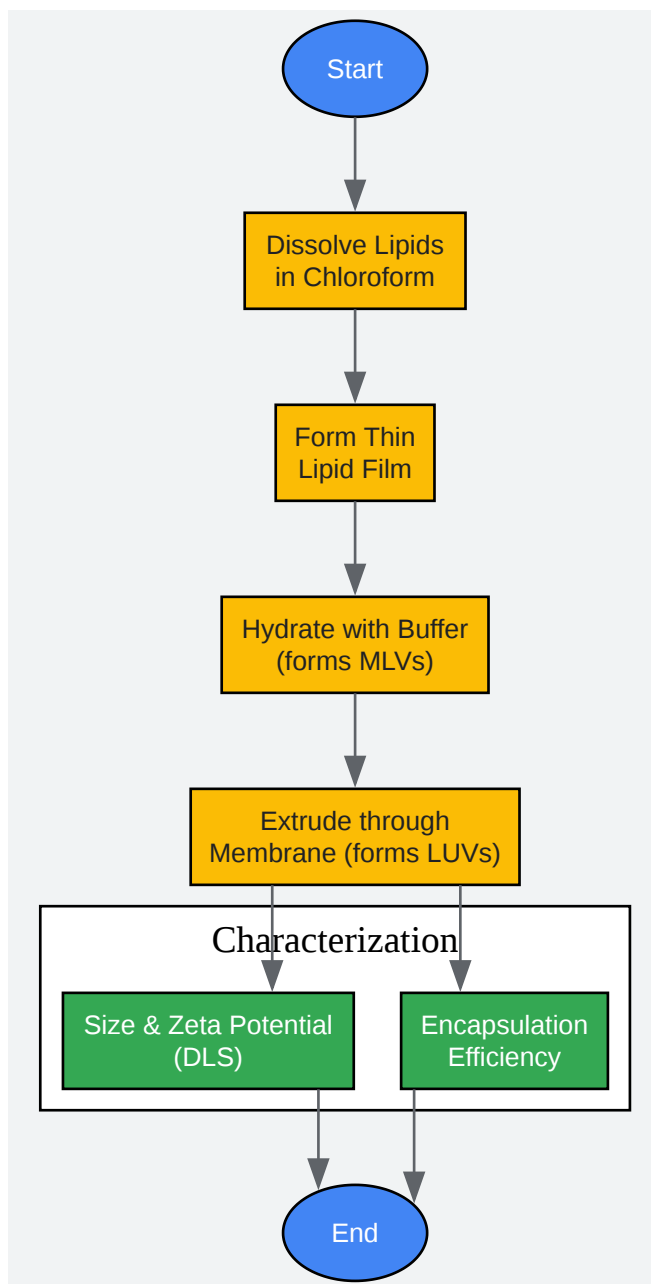 Start
Dissolve Lipids
in Chloroform
Form Thin
Lipid Film
Hydrate with Buffer
(forms MLVs)
Extrude through
Membrane (forms LUVs)
Characterization
Size & Zeta Potential
(DLS)
Encapsulation
Efficiency
End